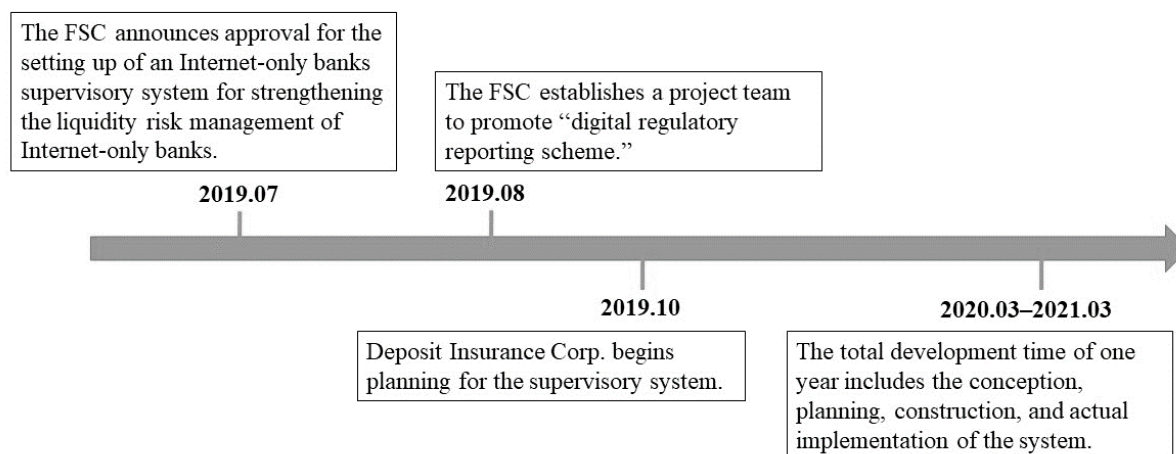 The FSC announces approval for the
setting up of an Internet-only banks
supervisory system for strengthening
the liquidity risk management of
Internet-only banks.
2019.07
The FSC establishes a project team
to promote “digital regulatory
reporting scheme.”
2019.08
2019.10
Deposit Insurance Corp. begins
planning for the supervisory system.
2020.03–2021.03
The total development time of one
year includes the conception,
planning, construction, and actual
implementation of the system.